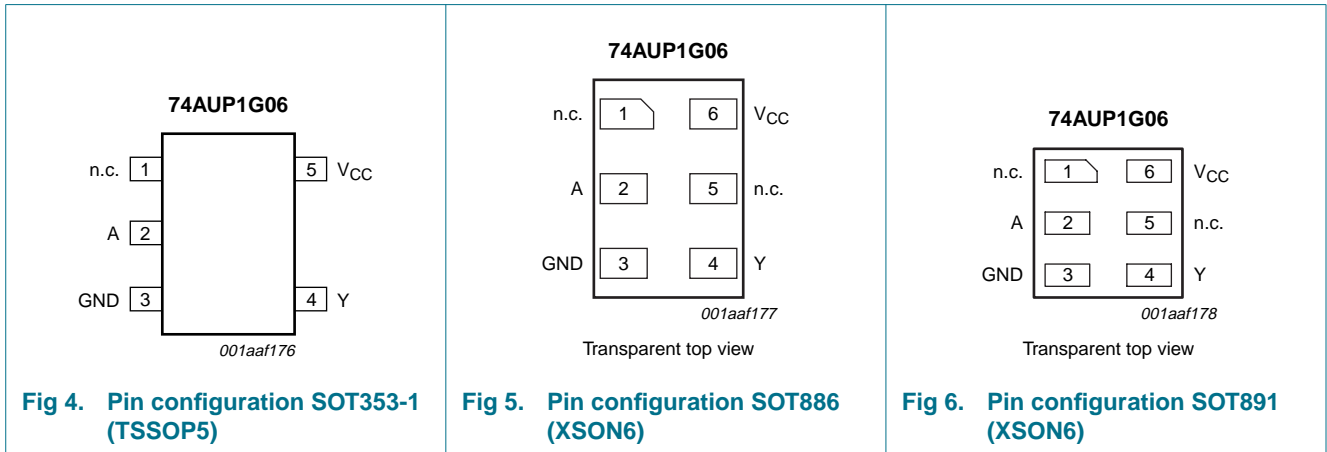 74AUP1G06
n.c. 1
5 VCC
A 2
GND 3
4 Y
001aaf176
Fig 4. Pin configuration SOT353-1
(TSSOP5)
74AUP1G06
n.c. 1 6 VCC
A 2 5 n.c.
GND 3 4 Y
001aaf177
Transparent top view
Fig 5. Pin configuration SOT886
(XSON6)
74AUP1G06
n.c. 1 6 VCC
A 2 5 n.c.
GND 3 4 Y
001aaf178
Transparent top view
Fig 6. Pin configuration SOT891
(XSON6)